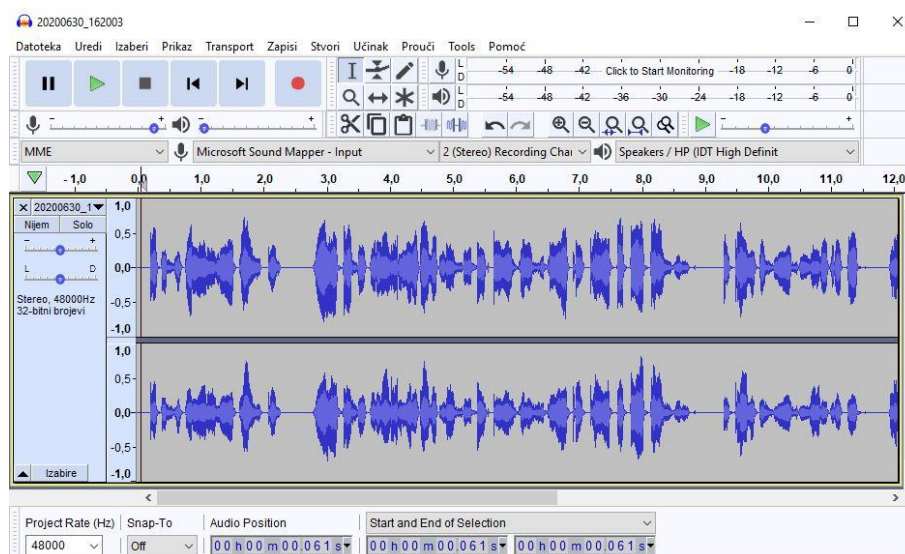 20200630_162003
Datoteka Uredi Izaberi Prikaz Transport Zapisi Stvori Učinak Prouči Tools Pomoć
L D -54 -48 -42 Click to Start Monitoring -18 -12 -6 0
L D -54 -48 -42 -36 -30 -24 -18 -12 -6 0
- + - + - +
MME Microsoft Sound Mapper - Input 2 (Stereo) Recording Chai Speakers / HP (IDT High Definit
-1,0 0,0 1,0 2,0 3,0 4,0 5,0 6,0 7,0 8,0 9,0 10,0 11,0 12,0
× 20200630_1 1,0
Nijem Solo
- + 0,5-
L D 0,0-
Stereo, 48000Hz -0,5-
32-bitni brojevi
-1,0
1,0
0,5-
0,0-
-0,5-
Izabire -1,0
Project Rate (Hz) Snap-To Audio Position Start and End of Selection
48000 Off 00 h 00 m 00.061 s 00 h 00 m 00.061 s 00 h 00 m 00.061 s